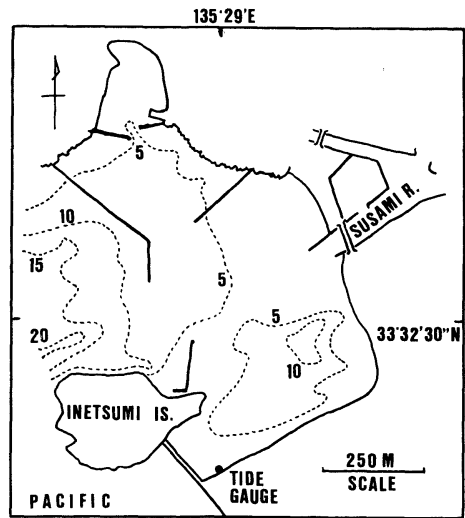 135°29'E
5
10
15
SUSAMI R.
5
5
20
10
33°32'30"N
INETSUMI IS.
250 M
SCALE
TIDE
GAUGE
PACIFIC